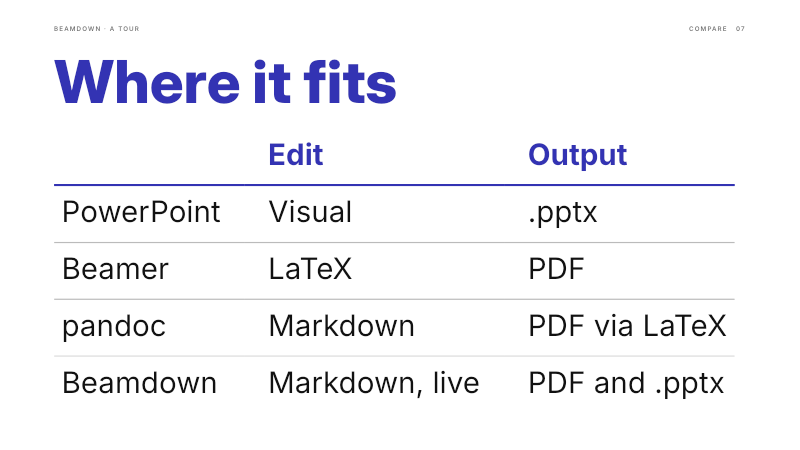 BEAMDOWN · A TOUR COMPARE 07
Where it fits
Edit Output
PowerPoint Visual .pptx
Beamer LaTeX PDF
pandoc Markdown PDF via LaTeX
Beamdown Markdown, live PDF and .pptx